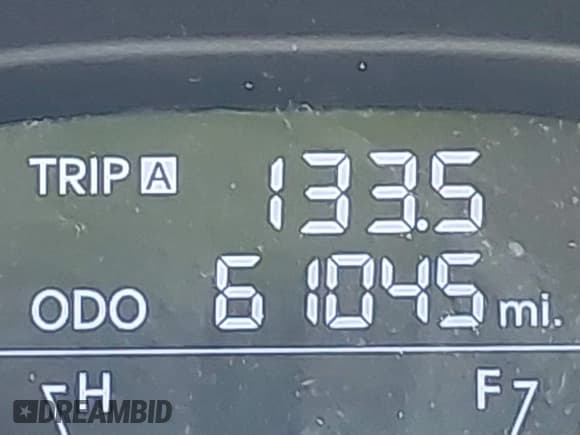 TRIP A 133.5
ODO 61045 mi.
H F
DREAMBID